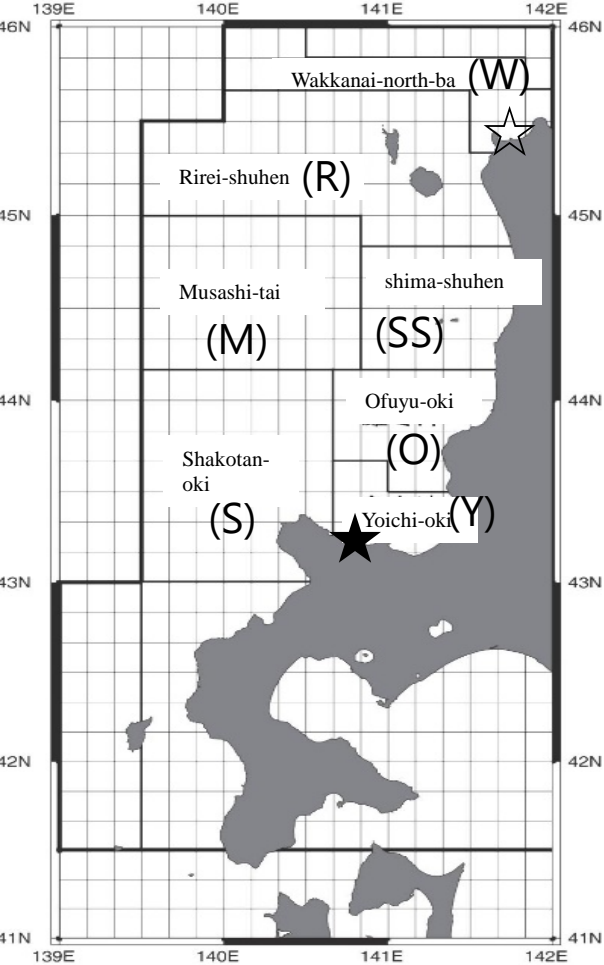 139E 140E 141E 142E
46N 46N
Wakkanai-north-ba (W)
Rirei-shuhen (R)
45N 45N
shima-shuhen
Musashi-tai
(M) (SS)
44N 44N
Ofuyu-oki
(O)
Shakotan-
oki
(S)
Yoichi-oki (Y)
43N 43N
42N 42N
41N 41N
139E 140E 141E 142E